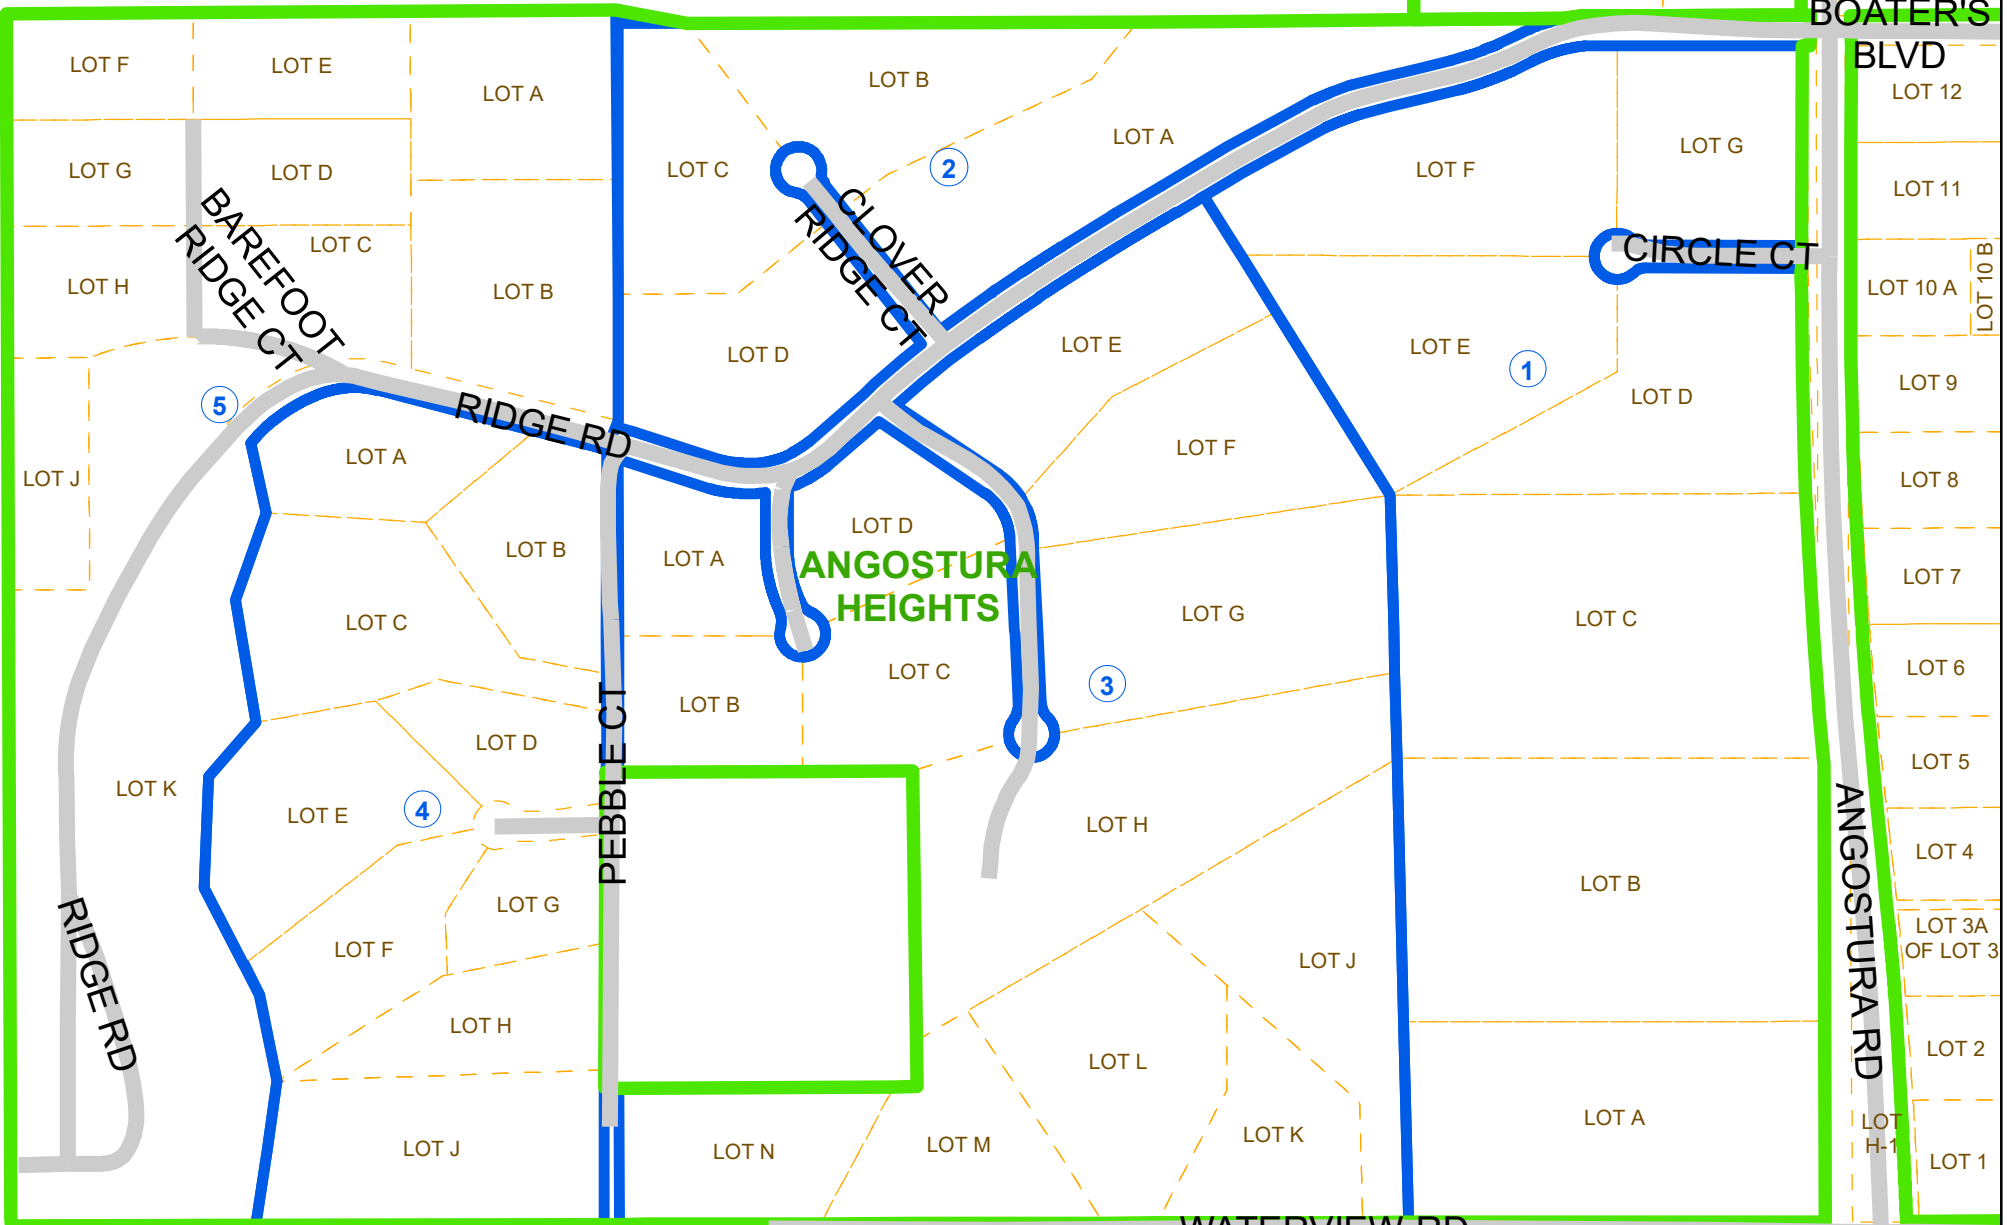 BOATER'S
BLVD
LOT F
LOT E
LOT A
LOT B
LOT A
LOT 12
LOT G
LOT D
LOT C
LOT C
2
LOT F
LOT G
LOT 11
BAREFOOT
RIDGE CT
CLOVER
RIDGE CT
CIRCLE CT
LOT H
LOT B
LOT 10 A
LOT 10 B
LOT D
LOT E
LOT E
1
LOT D
LOT 9
5
RIDGE RD
LOT J
LOT A
LOT F
LOT 8
LOT B
LOT A
LOT D
ANGOSTURA
HEIGHTS
LOT 7
LOT C
LOT G
LOT C
LOT B
LOT C
3
LOT 6
PEBBLE CT
LOT D
LOT 5
LOT K
LOT E
4
LOT H
LOT 4
LOT G
LOT B
LOT F
LOT J
LOT 3A
OF LOT 3
RIDGE RD
ANGOSTURA RD
LOT H
LOT L
LOT 2
LOT J
LOT N
LOT M
LOT K
LOT A
LOT
H-1
LOT 1
WATERVIEW RD